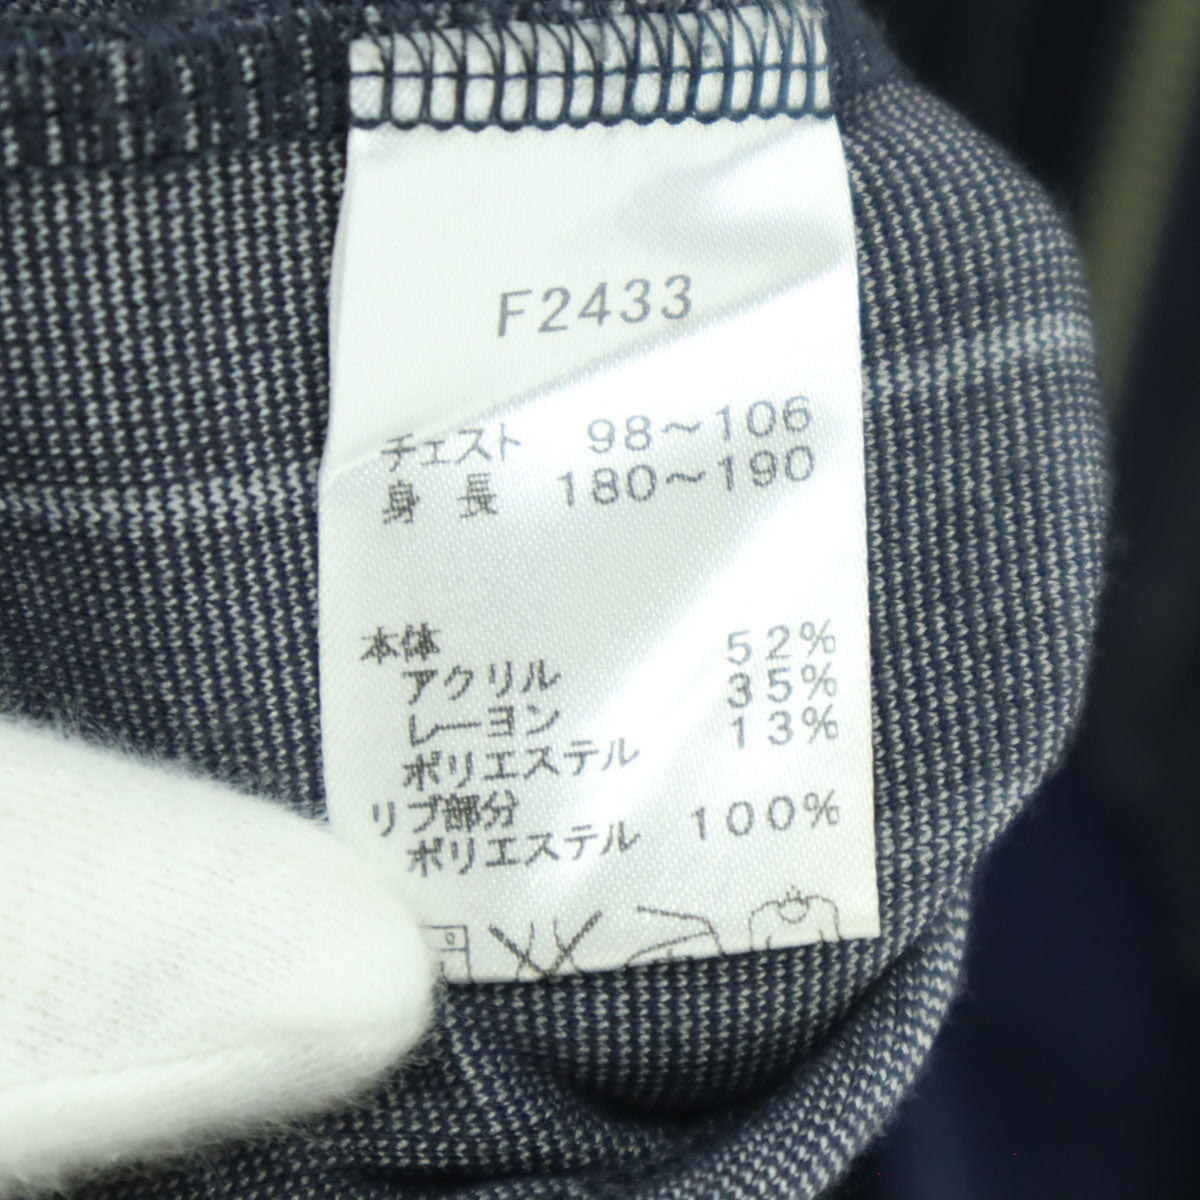 F2433
チェスト 98～106
身 長 180～190
本体
アクリル 52%
レーヨン 35%
ポリエステル 13%
リブ部分
ポリエステル 100%